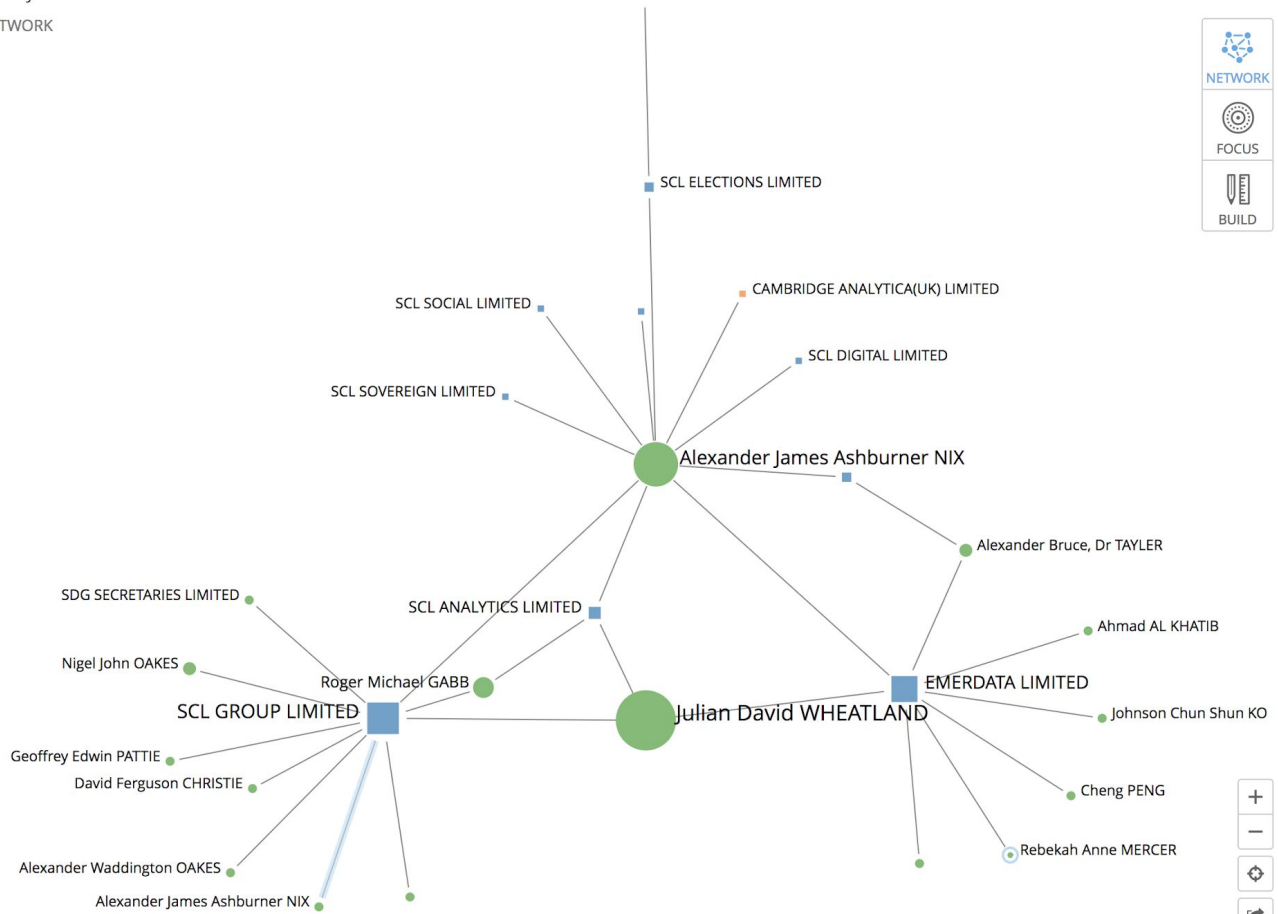 TWORK
NETWORK
FOCUS
BUILD
SCL ELECTIONS LIMITED
CAMBRIDGE ANALYTICA(UK) LIMITED
SCL SOCIAL LIMITED
SCL DIGITAL LIMITED
SCL SOVEREIGN LIMITED
Alexander James Ashburner NIX
Alexander Bruce, Dr TAYLER
SDG SECRETARIES LIMITED
SCL ANALYTICS LIMITED
Ahmad AL KHATIB
Nigel John OAKES
Roger Michael GABB
EMERDATA LIMITED
SCL GROUP LIMITED
Julian David WHEATLAND
Johnson Chun Shun KO
Geoffrey Edwin PATTIE
David Ferguson CHRISTIE
Cheng PENG
Rebekah Anne MERCER
Alexander Waddington OAKES
Alexander James Ashburner NIX